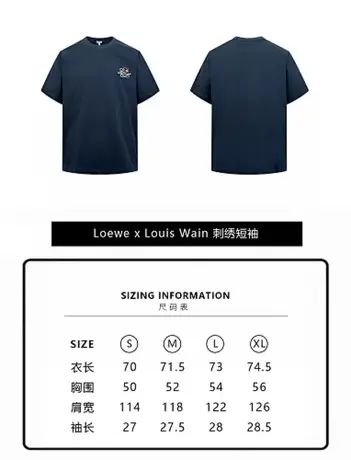 Loewe x Louis Wain 刺绣短袖
SIZING INFORMATION
尺码表
SIZE S M L XL
衣长 70 71.5 73 74.5
胸围 50 52 54 56
肩宽 114 118 122 126
袖长 27 27.5 28 28.5